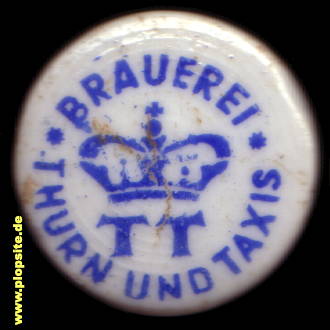 * BRAUEREI *
TT
THURN UND TAXIS
www.plopsite.de